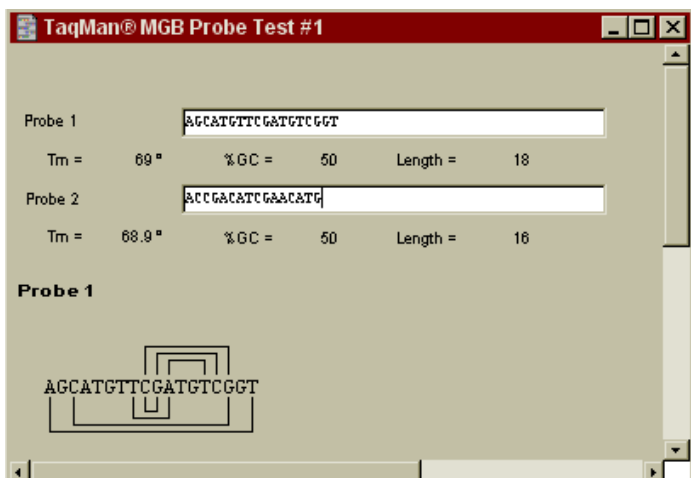 TaqMan® MGB Probe Test #1
Probe 1 AGCATGTTCGATGTCGGT
Tm = 69° %GC = 50 Length = 18
Probe 2 ACCGACATCGAACATG
Tm = 68.9° %GC = 50 Length = 16
Probe 1
AGCATGTTCGATGTCGGT